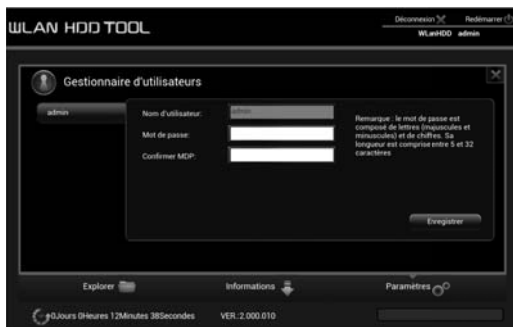 WLAN HDD TOOL
Déconnexion Redémarrer
WLanHDD admin
Gestionnaire d'utilisateurs
admin
Nom d'utilisateur: admin
Mot de passe:
Confirmer MDP:
Remarque : le mot de passe est
composé de lettres (majuscules et
minuscules) et de chiffres. Sa
longueur est comprise entre 5 et 32
caractères
Enregistrer
Explorer Informations Paramètres
0Jours 0Heures 12Minutes 38Secondes VER.:2.000.010